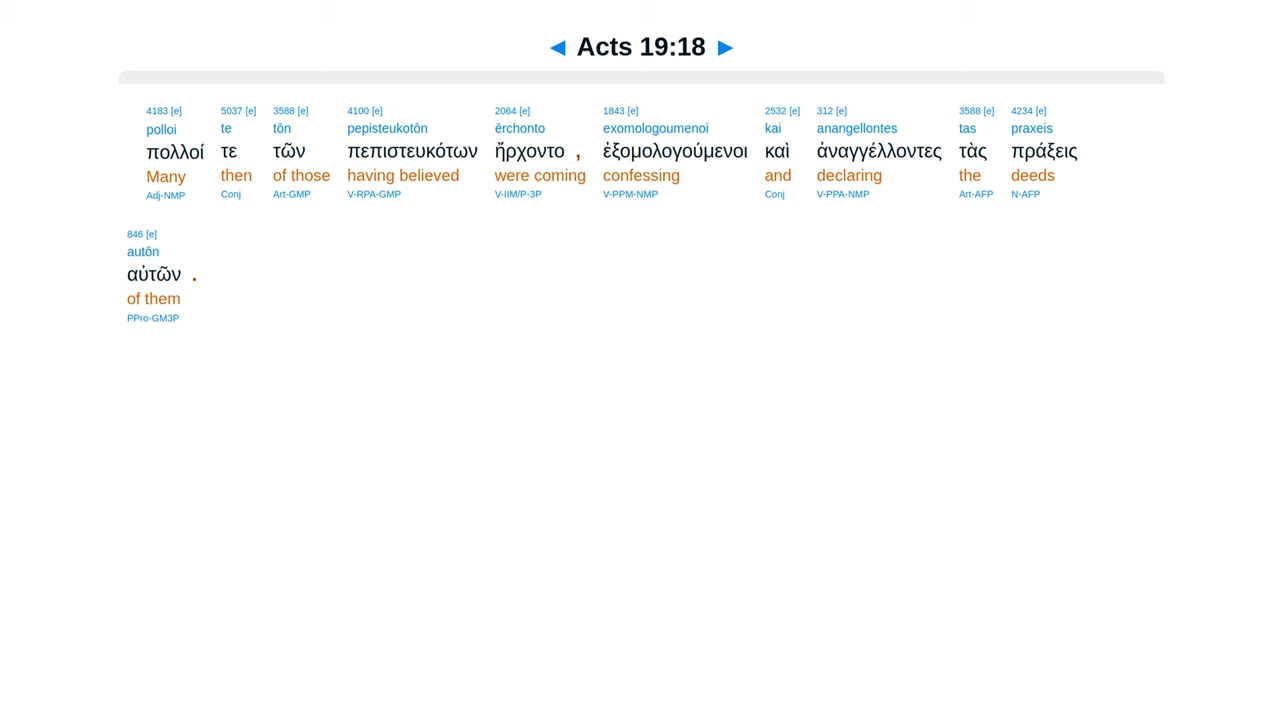 ◄ Acts 19:18 ►
4183 [e] 5037 [e] 3588 [e] 4100 [e] 2064 [e] 1843 [e] 2532 [e] 312 [e] 3588 [e] 4234 [e]
polloi te tōn pepisteukotōn ērchonto exomologoumenoi kai anangellontes tas praxeis
πολλοί τε τῶν πεπιστευκότων ἤρχοντο , ἐξομολογούμενοι καὶ ἀναγγέλλοντες τὰς πράξεις
Many then of those having believed were coming confessing and declaring the deeds
Adj-NMP Conj Art-GMP V-RPA-GMP V-IIM/P-3P V-PPM-NMP Conj V-PPA-NMP Art-AFP N-AFP
846 [e]
autōn
αὐτῶν .
of them
PPro-GM3P